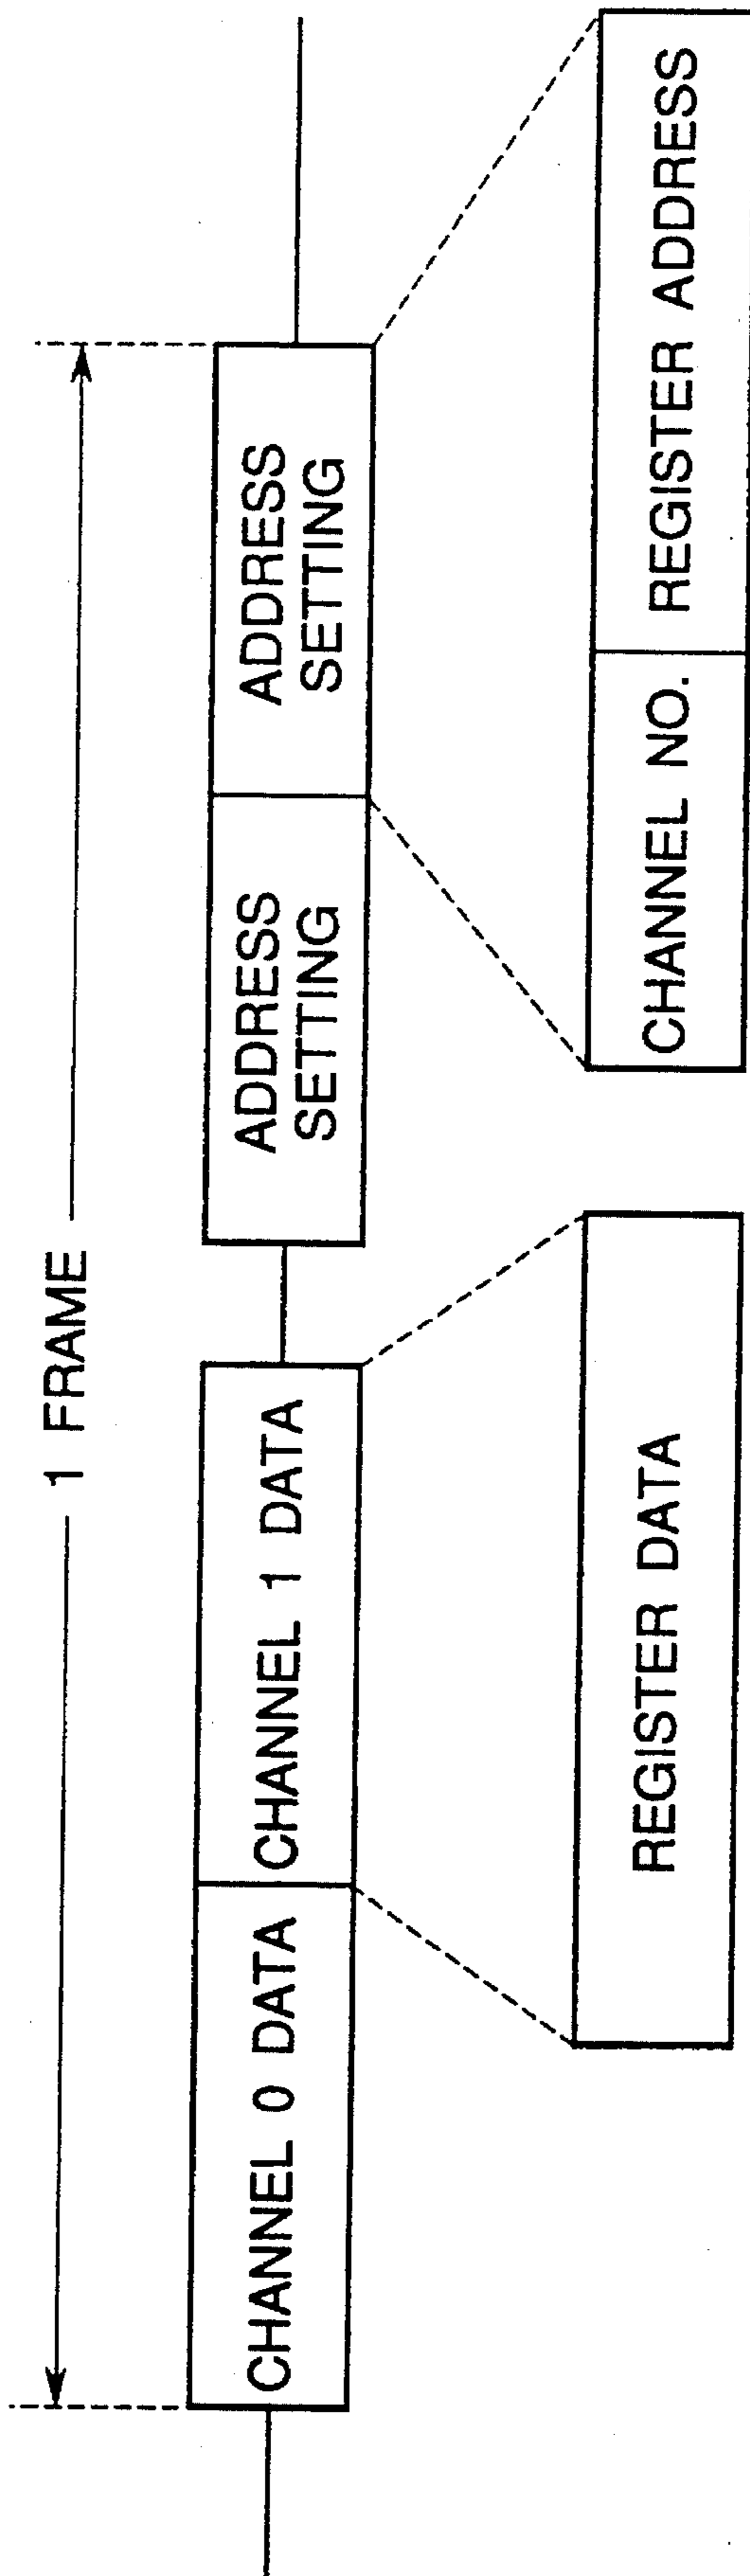 1 FRAME
CHANNEL 0 DATA
CHANNEL 1 DATA
ADDRESS
SETTING
ADDRESS
SETTING
REGISTER DATA
CHANNEL NO.
REGISTER ADDRESS